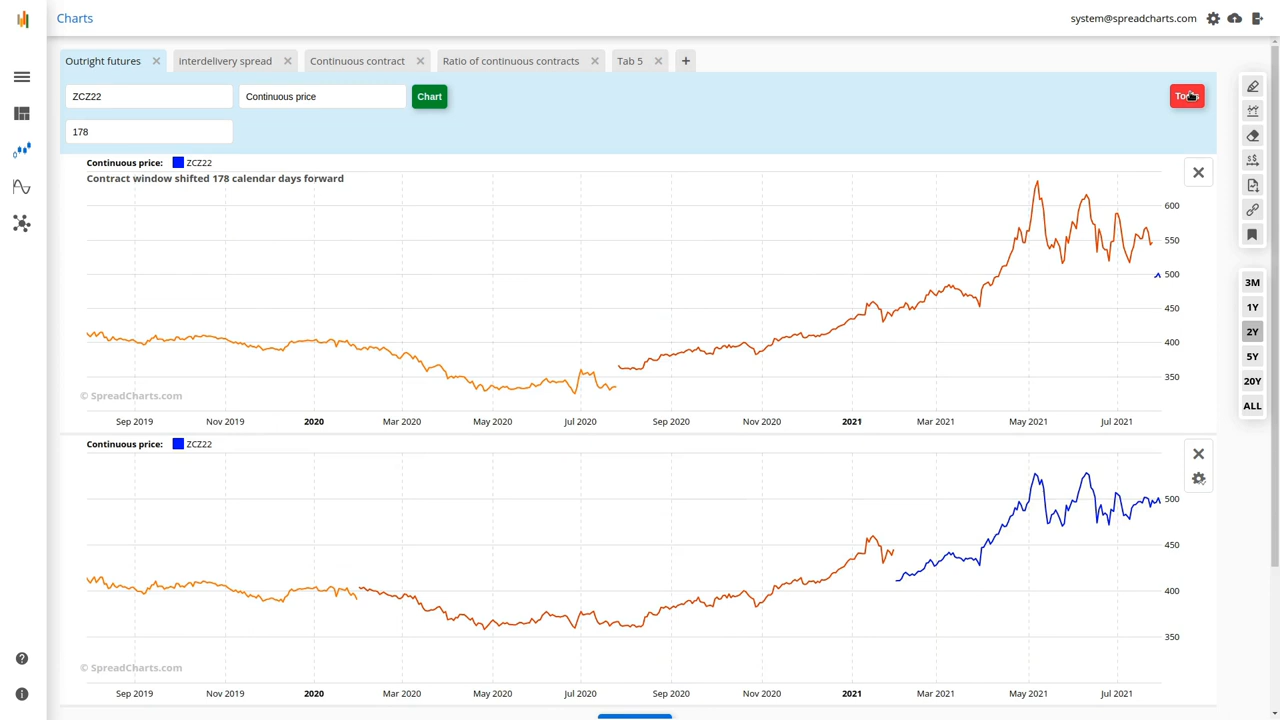 Charts
system@spreadcharts.com
Outright futures
Interdelivery spread
Continuous contract
Ratio of continuous contracts
Tab 5
+
ZCZ22
Continuous price
Chart
178
Continuous price: ZCZ22
Contract window shifted 178 calendar days forward
600
550
500
450
400
350
© SpreadCharts.com
Sep 2019 Nov 2019 2020 Mar 2020 May 2020 Jul 2020 Sep 2020 Nov 2020 2021 Mar 2021 May 2021 Jul 2021
Continuous price: ZCZ22
500
450
400
350
© SpreadCharts.com
Sep 2019 Nov 2019 2020 Mar 2020 May 2020 Jul 2020 Sep 2020 Nov 2020 2021 Mar 2021 May 2021 Jul 2021
3M
1Y
2Y
5Y
20Y
ALL